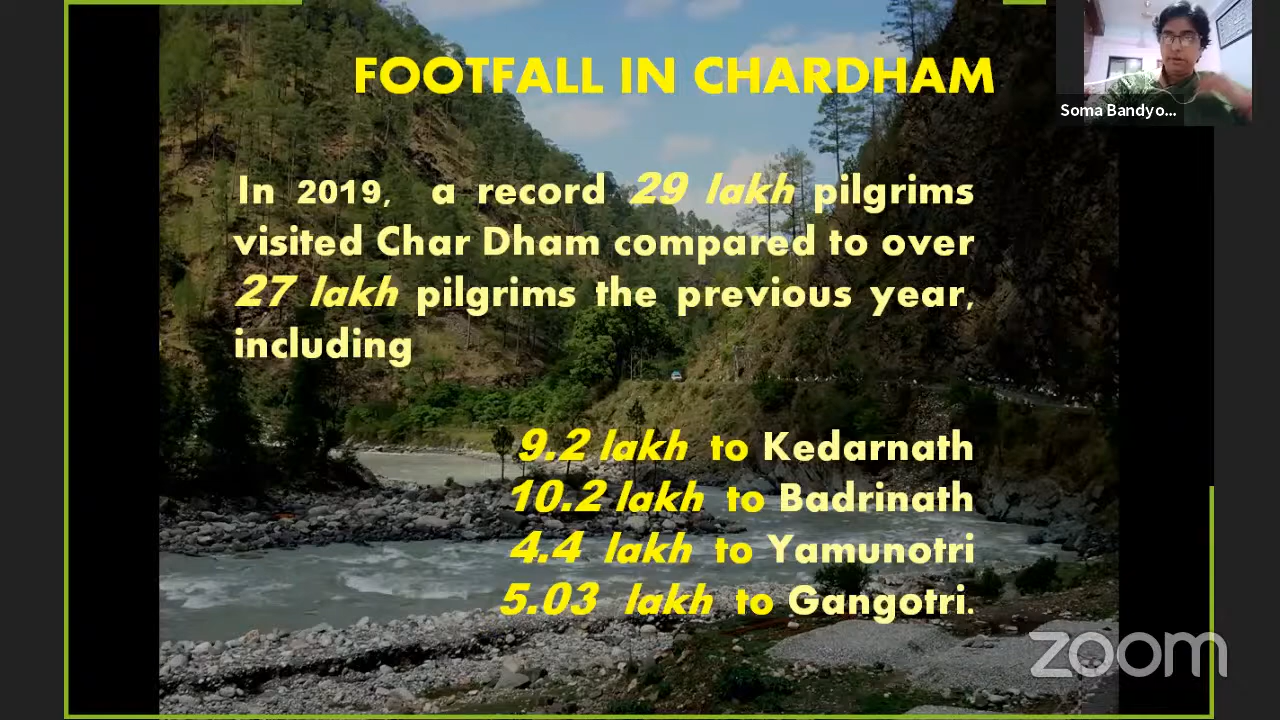 FOOTFALL IN CHARDHAM
Soma Bandyo...
In 2019, a record 29 lakh pilgrims
visited Char Dham compared to over
27 lakh pilgrims the previous year,
including
9.2 lakh to Kedarnath
10.2 lakh to Badrinath
4.4 lakh to Yamunotri
5.03 lakh to Gangotri.
zoom